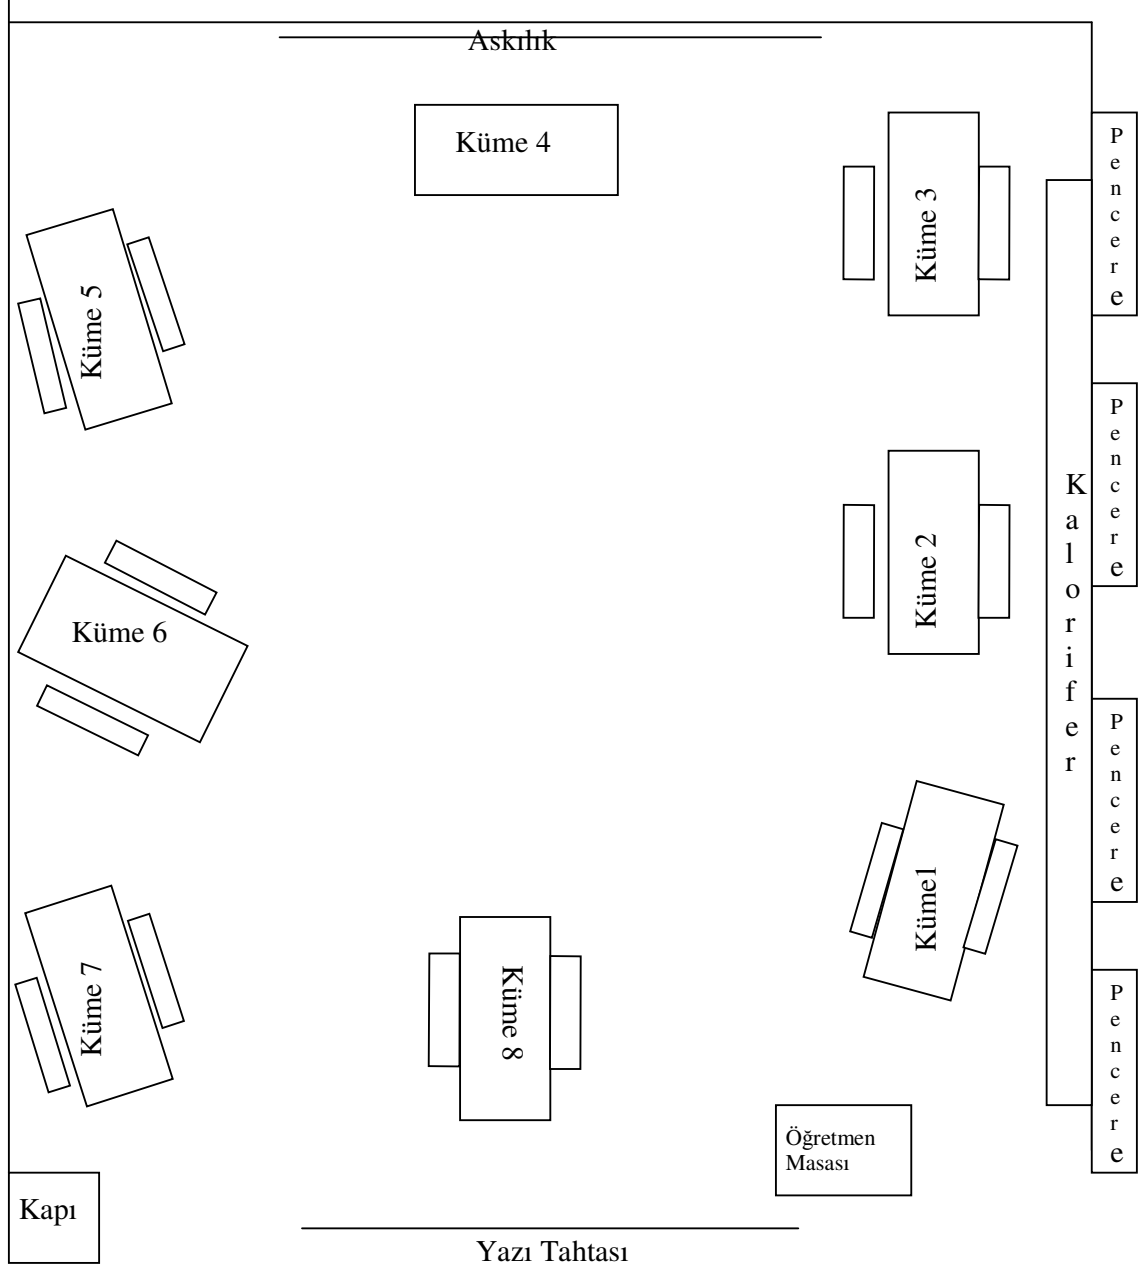 Askılık
Küme 4
Küme 3
Pencere
Küme 5
Pencere
Kalorifer
Küme 2
Küme 6
Pencere
Küme1
Küme 7
Küme 8
Pencere
Öğretmen
Masası
Kapı
Yazı Tahtası